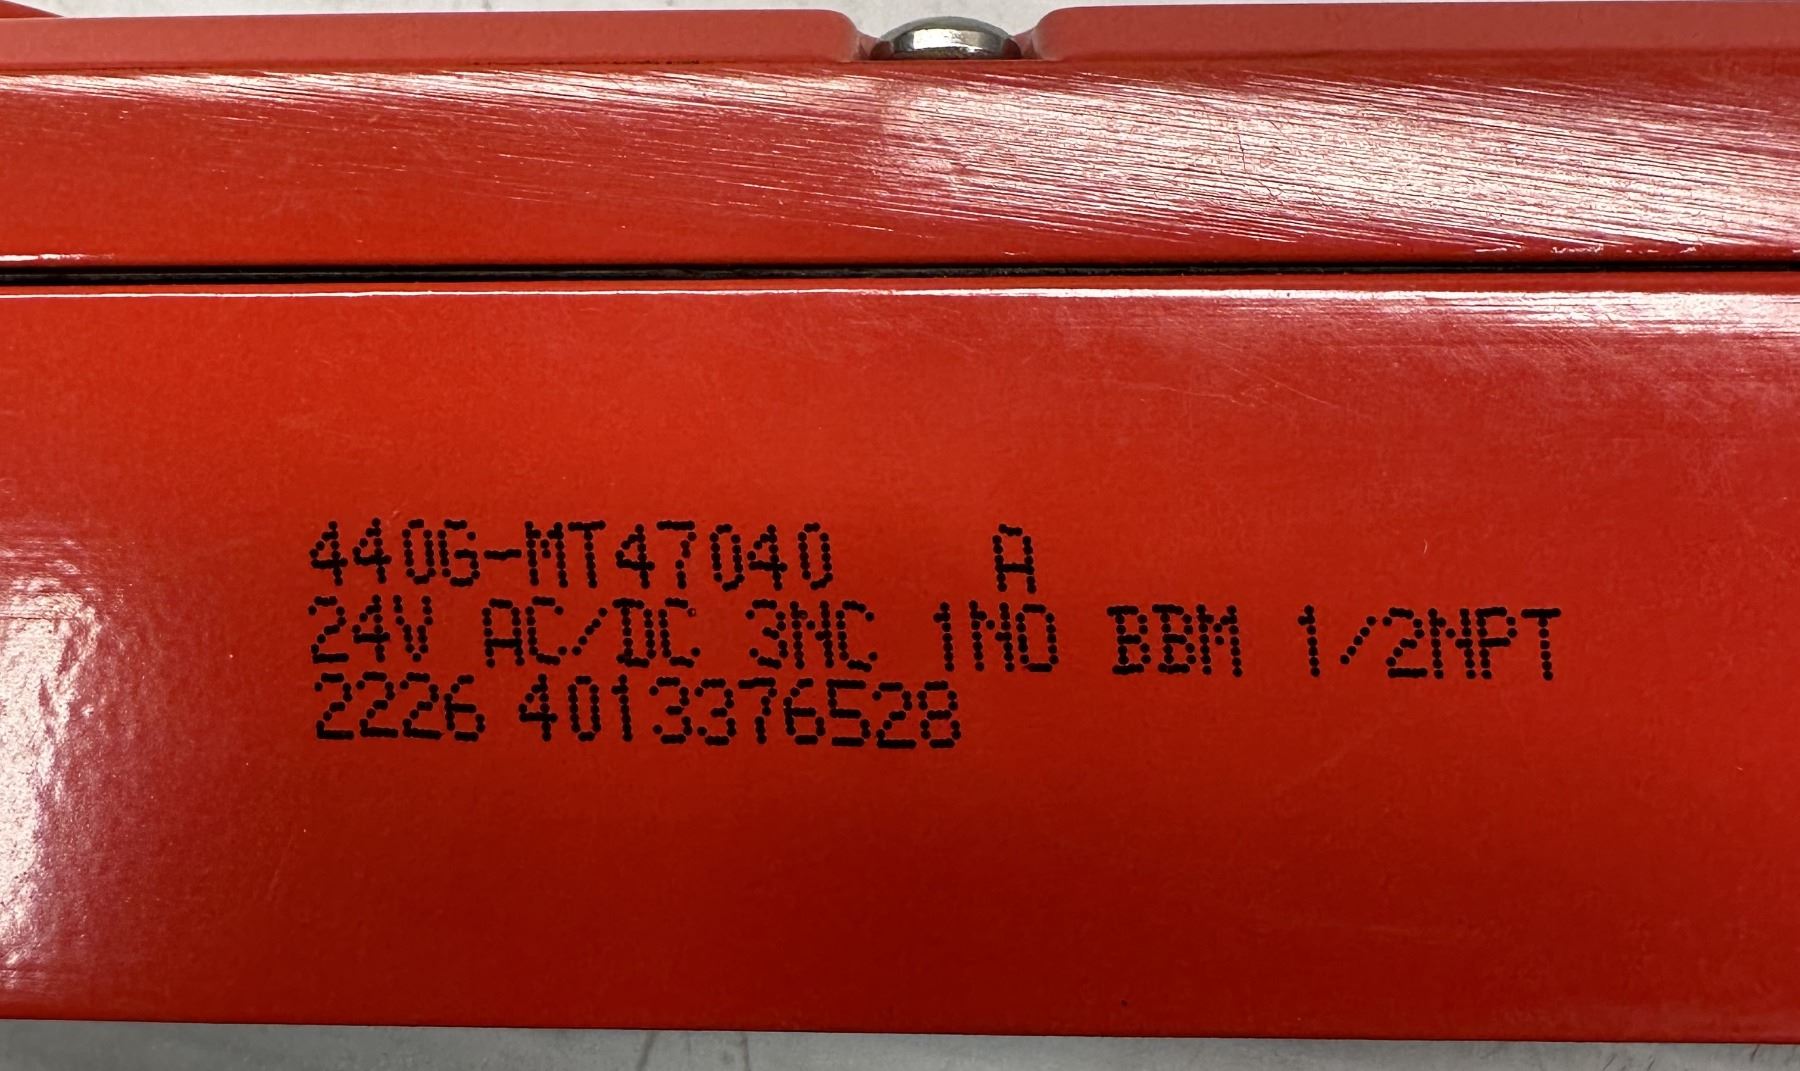 440G-MT47040 A
24V AC/DC 3NC 1NO BBM 1/2NPT
2226 4013376528